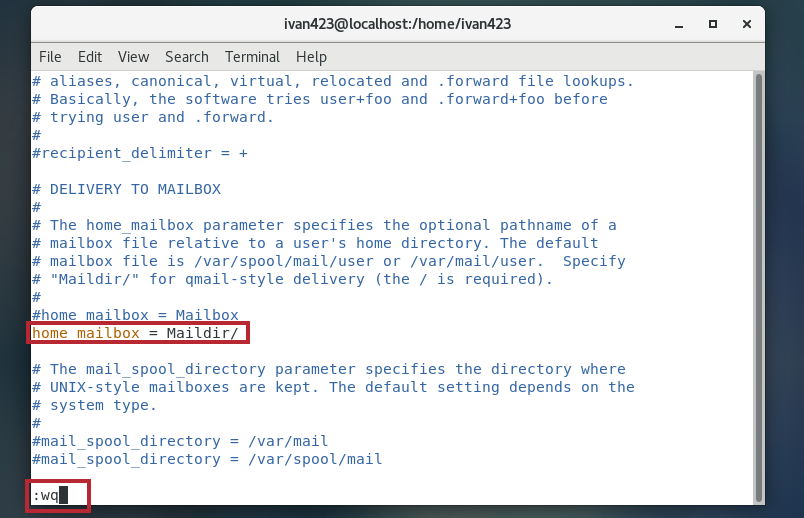 ivan423@localhost:/home/ivan423
File Edit View Search Terminal Help
# aliases, canonical, virtual, relocated and .forward file lookups.
# Basically, the software tries user+foo and .forward+foo before
# trying user and .forward.
#
#recipient_delimiter = +
# DELIVERY TO MAILBOX
#
# The home_mailbox parameter specifies the optional pathname of a
# mailbox file relative to a user's home directory. The default
# mailbox file is /var/spool/mail/user or /var/mail/user.  Specify
# "Maildir/" for qmail-style delivery (the / is required).
#
#home_mailbox = Mailbox
home_mailbox = Maildir/
# The mail_spool_directory parameter specifies the directory where
# UNIX-style mailboxes are kept. The default setting depends on the
# system type.
#
#mail_spool_directory = /var/mail
#mail_spool_directory = /var/spool/mail
:wq